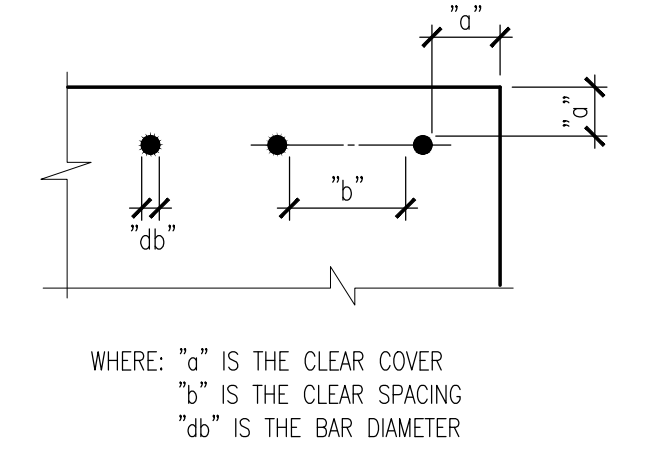 "a"
"a"
"b"
"db"
WHERE: "a" IS THE CLEAR COVER
"b" IS THE CLEAR SPACING
"db" IS THE BAR DIAMETER